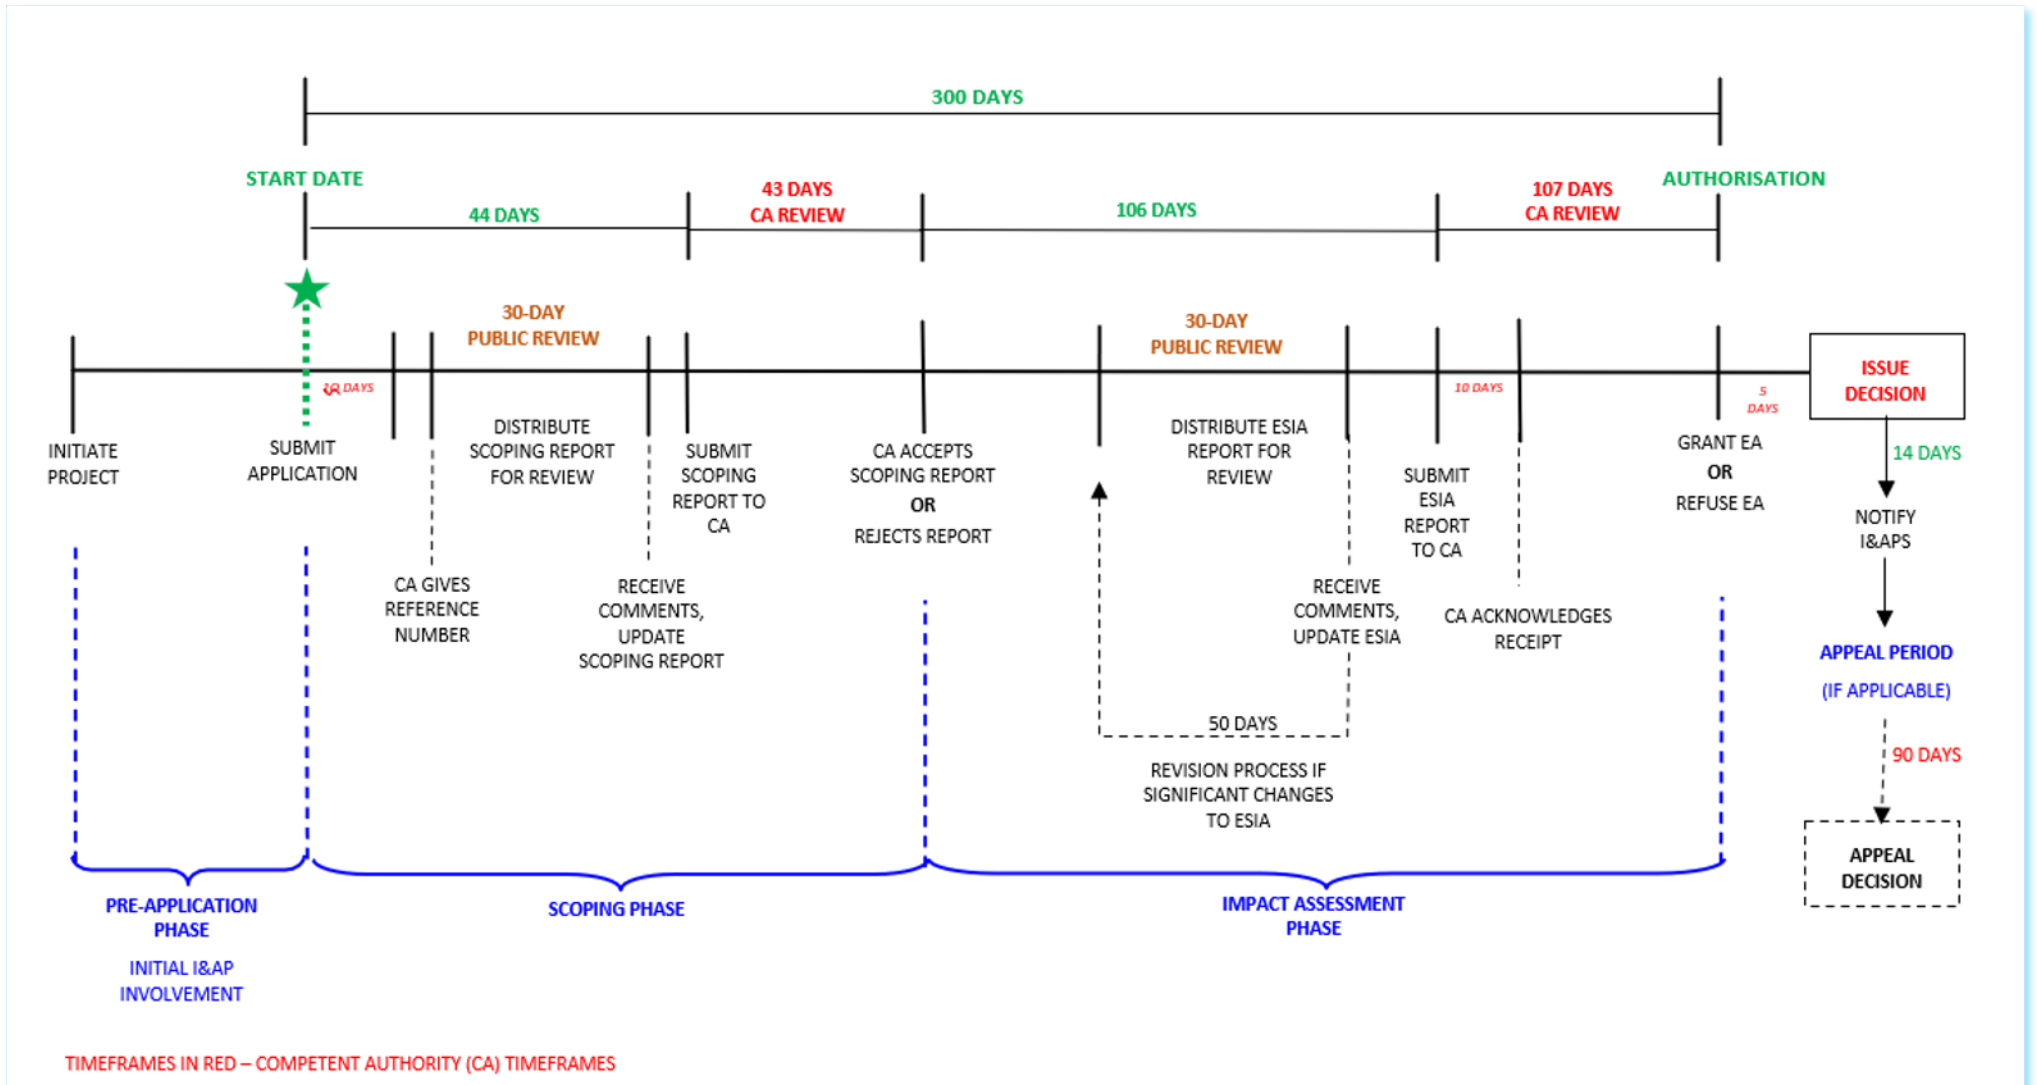 300 DAYS
START DATE
44 DAYS
43 DAYS
CA REVIEW
106 DAYS
107 DAYS
CA REVIEW
AUTHORISATION
30-DAY
PUBLIC REVIEW
30-DAY
PUBLIC REVIEW
DAYS
10 DAYS
5
DAYS
ISSUE
DECISION
INITIATE
PROJECT
SUBMIT
APPLICATION
DISTRIBUTE
SCOPING REPORT
FOR REVIEW
SUBMIT
SCOPING
REPORT TO
CA
CA ACCEPTS
SCOPING REPORT
OR
REJECTS REPORT
DISTRIBUTE ESIA
REPORT FOR
REVIEW
SUBMIT
ESIA
REPORT
TO CA
GRANT EA
OR
REFUSE EA
14 DAYS
NOTIFY
I&APS
CA GIVES
REFERENCE
NUMBER
RECEIVE
COMMENTS,
UPDATE
SCOPING REPORT
RECEIVE
COMMENTS,
UPDATE ESIA
CA ACKNOWLEDGES
RECEIPT
APPEAL PERIOD
(IF APPLICABLE)
50 DAYS
REVISION PROCESS IF
SIGNIFICANT CHANGES
TO ESIA
90 DAYS
APPEAL
DECISION
PRE-APPLICATION
PHASE
INITIAL I&AP
INVOLVEMENT
SCOPING PHASE
IMPACT ASSESSMENT
PHASE
TIMEFRAMES IN RED – COMPETENT AUTHORITY (CA) TIMEFRAMES